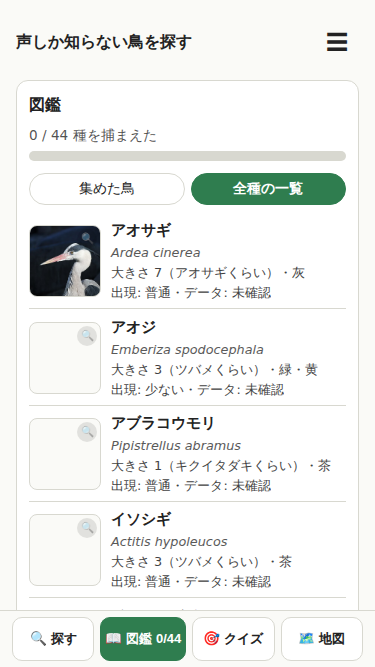 声しか知らない鳥を探す
図鑑
0 / 44 種を捕まえた
集めた鳥
全種の一覧
アオサギ
Ardea cinerea
大きさ 7（アオサギくらい）・灰
出現: 普通・データ: 未確認
アオジ
Emberiza spodocephala
大きさ 3（ツバメくらい）・緑・黄
出現: 少ない・データ: 未確認
アブラコウモリ
Pipistrellus abramus
大きさ 1（キクイタダキくらい）・茶
出現: 普通・データ: 未確認
イソシギ
Actitis hypoleucos
大きさ 3（ツバメくらい）・茶
出現: 普通・データ: 未確認
探す
図鑑 0/44
クイズ
地図